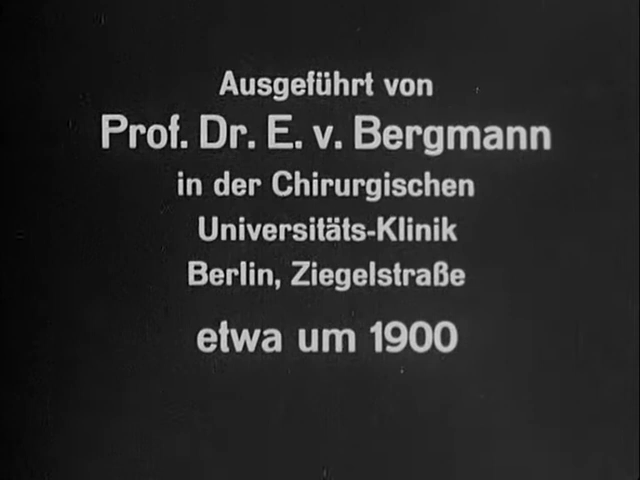 Ausgeführt von
Prof. Dr. E. v. Bergmann
in der Chirurgischen
Universitäts-Klinik
Berlin, Ziegelstraße
etwa um 1900